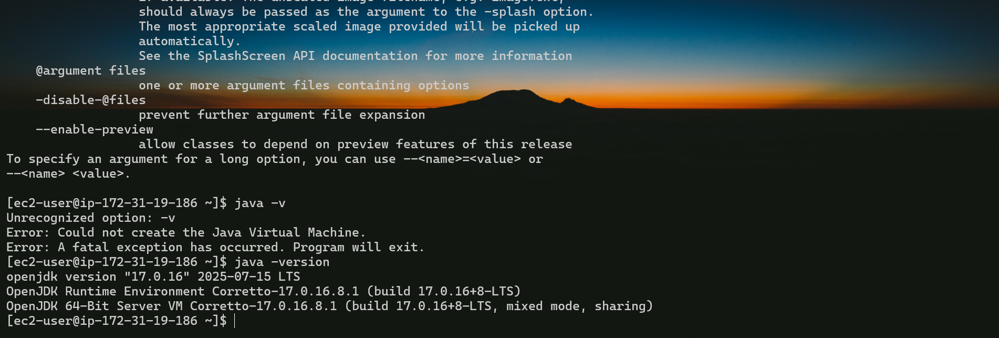 should always be passed as the argument to the -splash option.
The most appropriate scaled image provided will be picked up
automatically.
See the SplashScreen API documentation for more information
@argument files
one or more argument files containing options
-disable-@files
prevent further argument file expansion
--enable-preview
allow classes to depend on preview features of this release
To specify an argument for a long option, you can use --<name>=<value> or
--<name> <value>.
[ec2-user@ip-172-31-19-186 ~]$ java -v
Unrecognized option: -v
Error: Could not create the Java Virtual Machine.
Error: A fatal exception has occurred. Program will exit.
[ec2-user@ip-172-31-19-186 ~]$ java -version
openjdk version "17.0.16" 2025-07-15 LTS
OpenJDK Runtime Environment Corretto-17.0.16.8.1 (build 17.0.16+8-LTS)
OpenJDK 64-Bit Server VM Corretto-17.0.16.8.1 (build 17.0.16+8-LTS, mixed mode, sharing)
[ec2-user@ip-172-31-19-186 ~]$